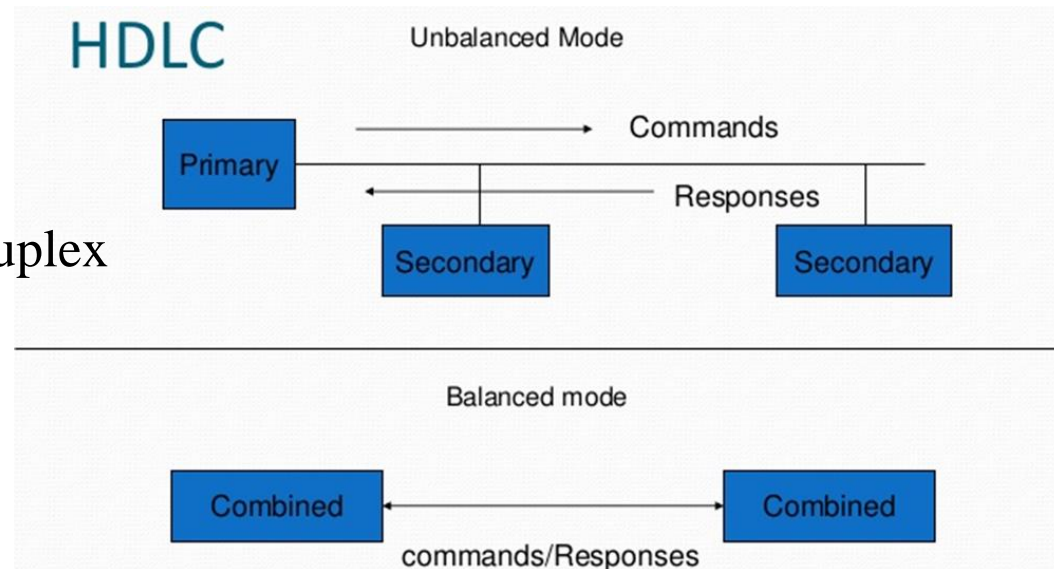 HDLC
Unbalanced Mode
Commands
Primary
Responses
uplex
Secondary
Secondary
Balanced mode
Combined
Combined
commands/Responses